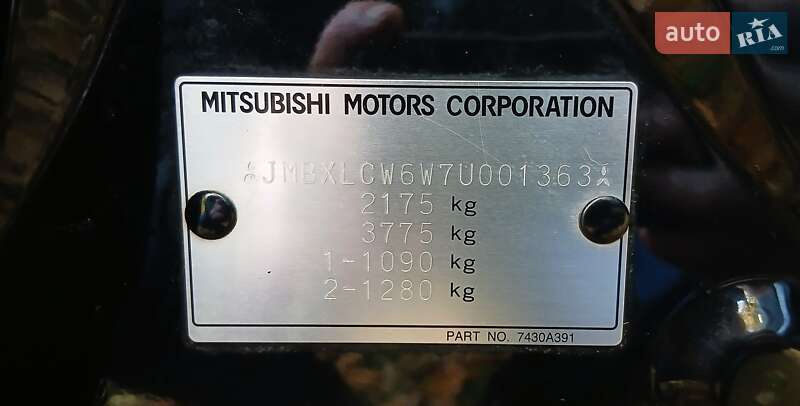 auto RIA
.com
MITSUBISHI MOTORS CORPORATION
JMBXLCW6W7U001363
2175 kg
3775 kg
1-1090 kg
2-1280 kg
PART NO. 7430A391